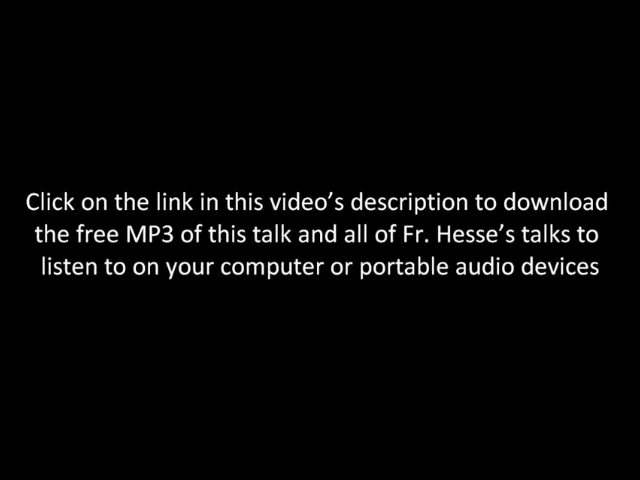 Click on the link in this video’s description to download
the free MP3 of this talk and all of Fr. Hesse’s talks to
listen to on your computer or portable audio devices